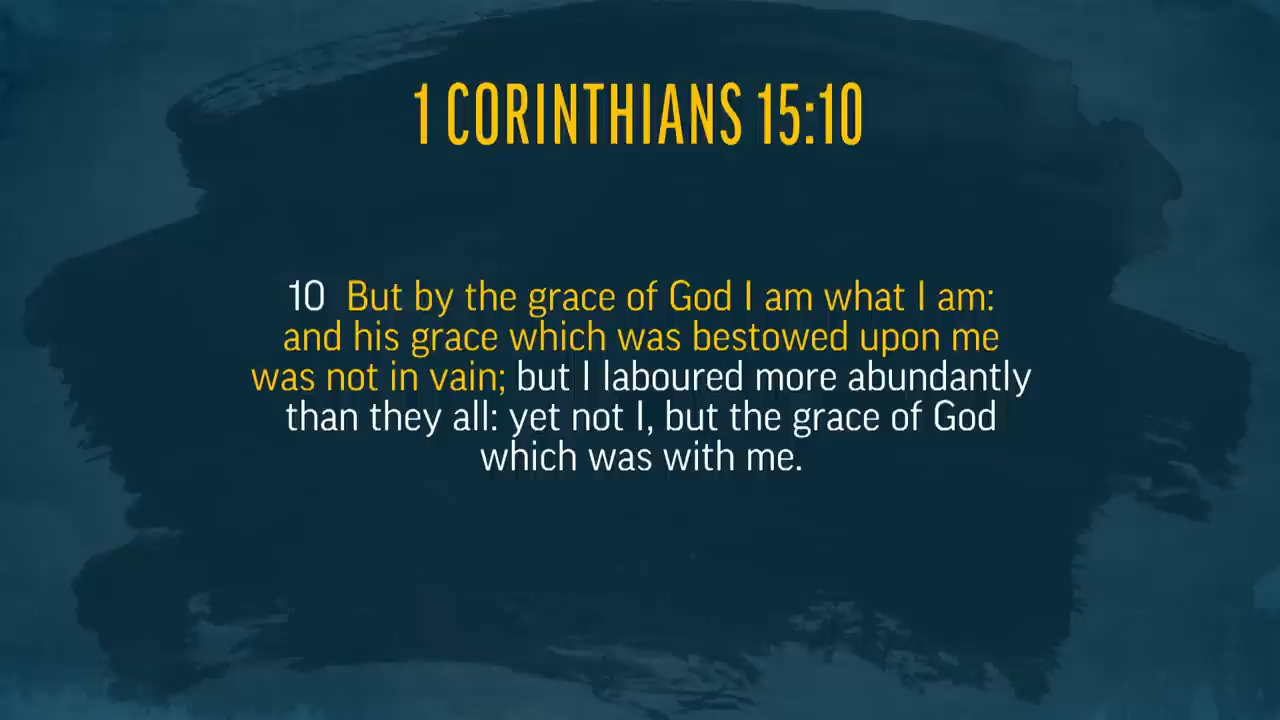 1 CORINTHIANS 15:10
10 But by the grace of God I am what I am:
and his grace which was bestowed upon me
was not in vain; but I laboured more abundantly
than they all: yet not I, but the grace of God
which was with me.